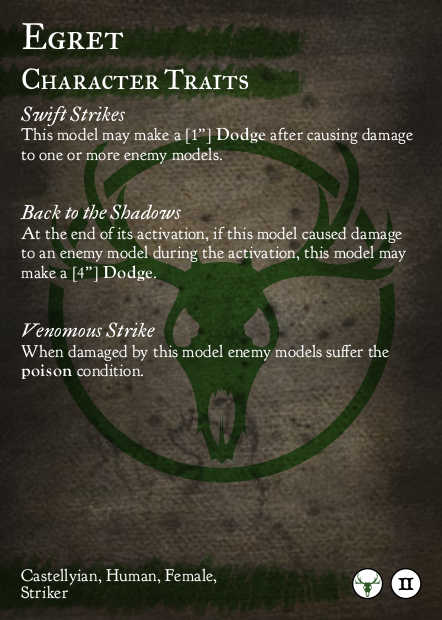 Egret
Character Traits
Swift Strikes
This model may make a [1”] Dodge after causing damage
to one or more enemy models.
Back to the Shadows
At the end of its activation, if this model caused damage
to an enemy model during the activation, this model may
make a [4”] Dodge.
Venomous Strike
When damaged by this model enemy models suffer the
poison condition.
Castellyian, Human, Female,
Striker
II